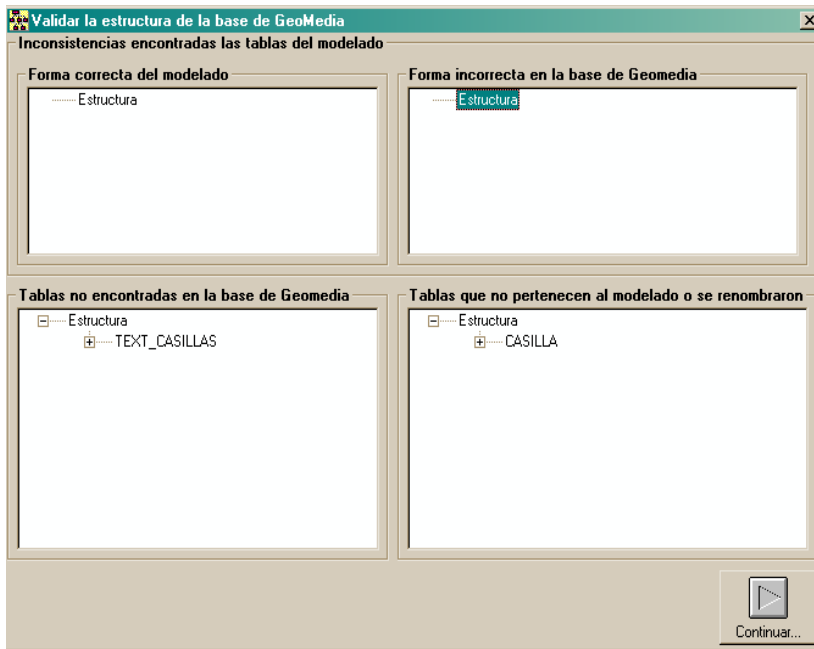 Validar la estructura de la base de GeoMedia
Inconsistencias encontradas las tablas del modelado
Forma correcta del modelado
Estructura
Forma incorrecta en la base de Geomedia
Estructura
Tablas no encontradas en la base de Geomedia
Estructura
TEXT_CASILLAS
Tablas que no pertenecen al modelado o se renombraron
Estructura
CASILLA
Continuar...